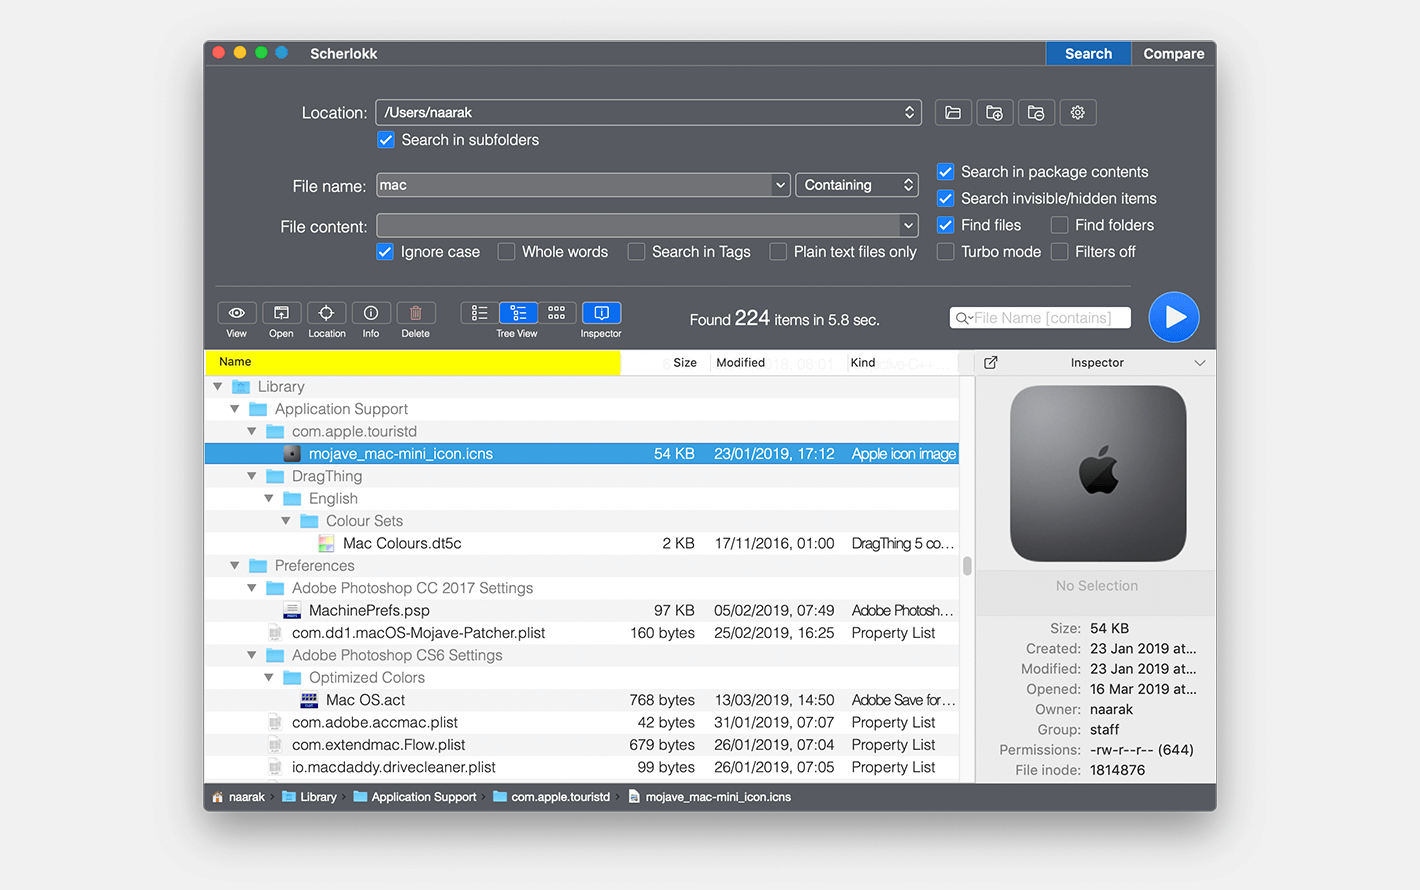 Scherlokk
Search Compare
Location: /Users/naarak
Search in subfolders
File name: mac Containing
File content:
Ignore case Whole words Search in Tags Plain text files only
Search in package contents
Search invisible/hidden items
Find files Find folders
Turbo mode Filters off
View Open Location Info Delete Tree View Inspector
Found 224 items in 5.8 sec.
File Name [contains]
Name Size Modified Kind
Library
Application Support
com.apple.touristd
mojave_mac-mini_icon.icns 54 KB 23/01/2019, 17:12 Apple icon image
DragThing
English
Colour Sets
Mac Colours.dt5c 2 KB 17/11/2016, 01:00 DragThing 5 co…
Preferences
Adobe Photoshop CC 2017 Settings
MachinePrefs.psp 97 KB 05/02/2019, 07:49 Adobe Photosh…
com.dd1.macOS-Mojave-Patcher.plist 160 bytes 25/02/2019, 16:25 Property List
Adobe Photoshop CS6 Settings
Optimized Colors
Mac OS.act 768 bytes 13/03/2019, 14:50 Adobe Save for…
com.adobe.accmac.plist 42 bytes 31/01/2019, 07:07 Property List
com.extendmac.Flow.plist 679 bytes 26/01/2019, 07:04 Property List
io.macdaddy.drivecleaner.plist 99 bytes 26/01/2019, 07:05 Property List
Inspector
No Selection
Size: 54 KB
Created: 23 Jan 2019 at...
Modified: 23 Jan 2019 at...
Opened: 16 Mar 2019 at...
Owner: naarak
Group: staff
Permissions: -rw-r--r-- (644)
File inode: 1814876
naarak › Library › Application Support › com.apple.touristd › mojave_mac-mini_icon.icns